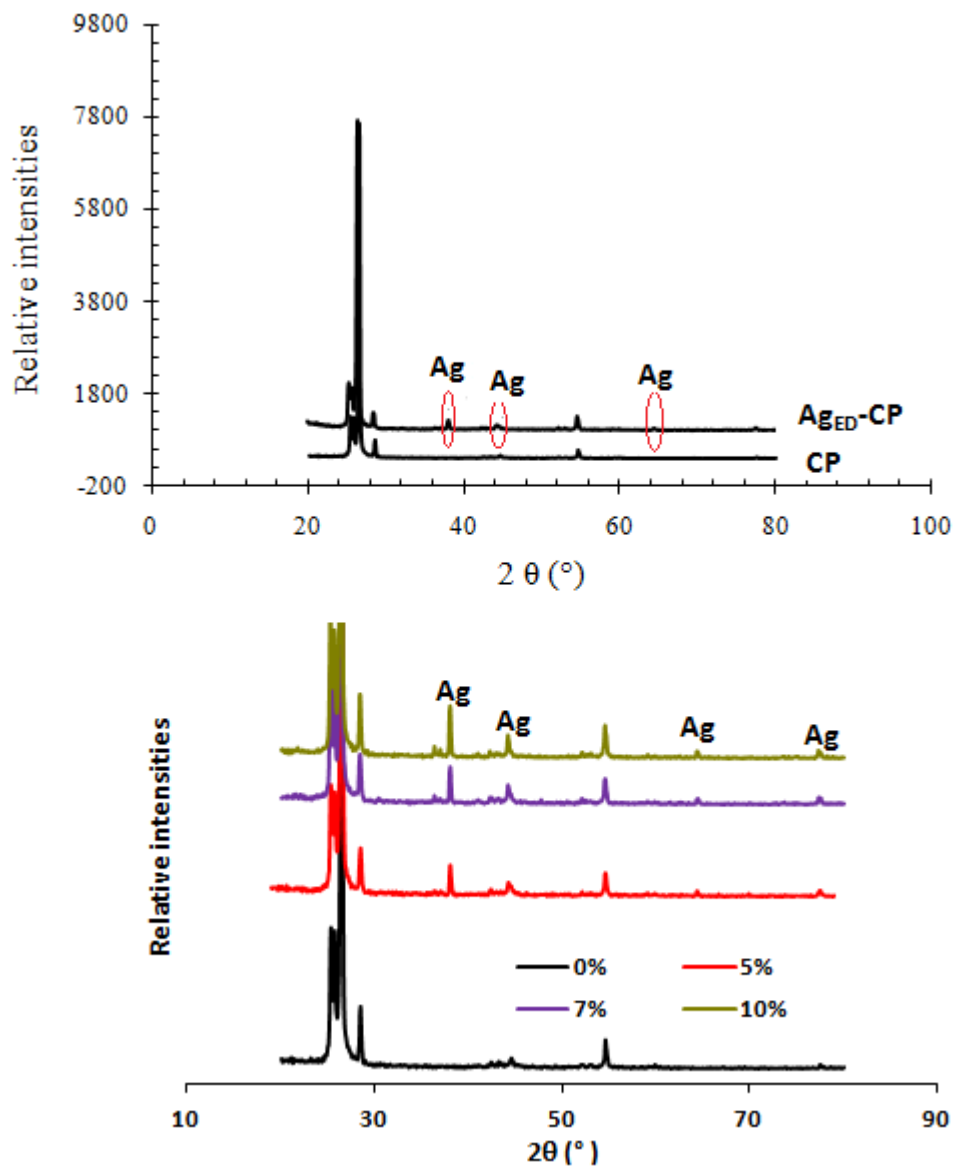 9800
7800
5800
3800
1800
-200
Relative intensities
Ag
Ag
Ag
AgED-CP
CP
0 20 40 60 80 100
2 θ (°)
Relative intensities
Ag
Ag
Ag
Ag
0% 5%
7% 10%
10 30 50 70 90
2θ (° )